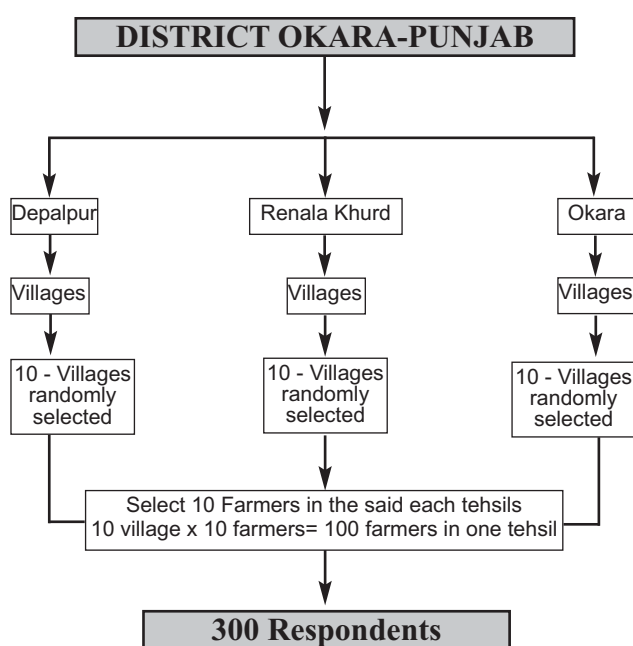 DISTRICT OKARA-PUNJAB
Depalpur
Renala Khurd
Okara
Villages
Villages
Villages
10 - Villages
randomly
selected
10 - Villages
randomly
selected
10 - Villages
randomly
selected
Select 10 Farmers in the said each tehsils
10 village x 10 farmers= 100 farmers in one tehsil
300 Respondents